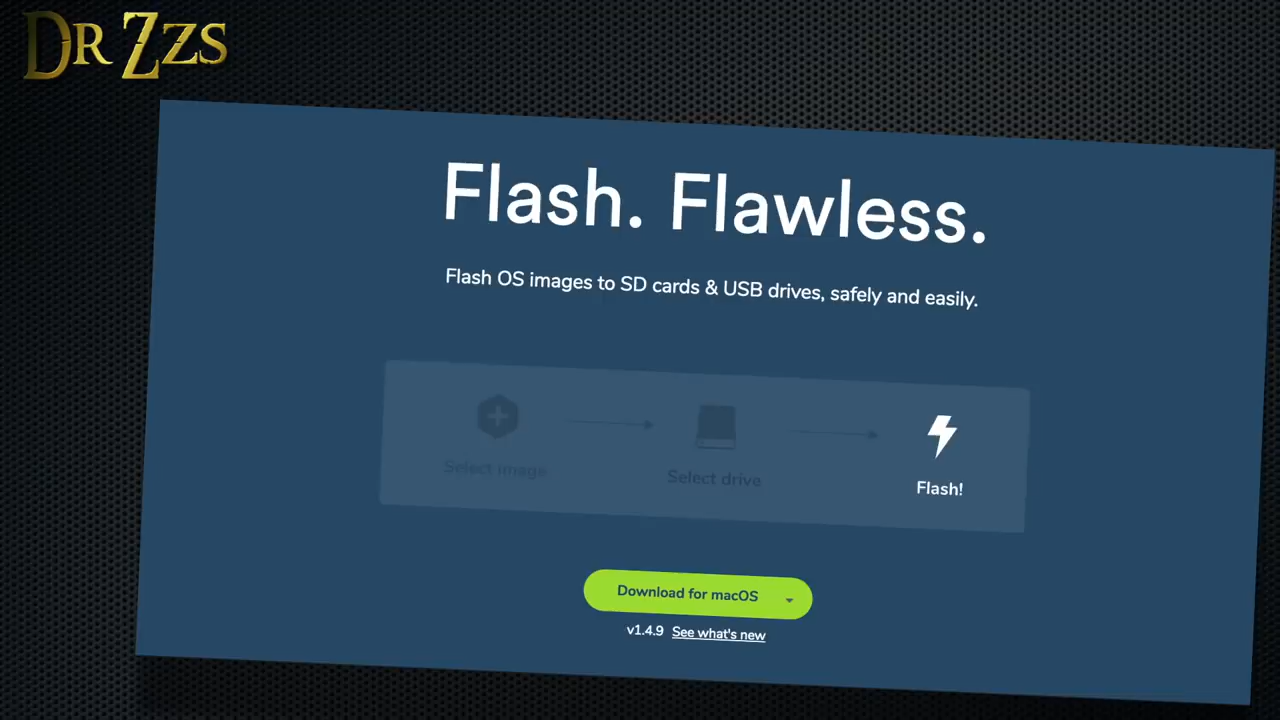 DR ZZS
Flash. Flawless.
Flash OS images to SD cards & USB drives, safely and easily.
Select image
Select drive
Flash!
Download for macOS
v1.4.9 See what's new